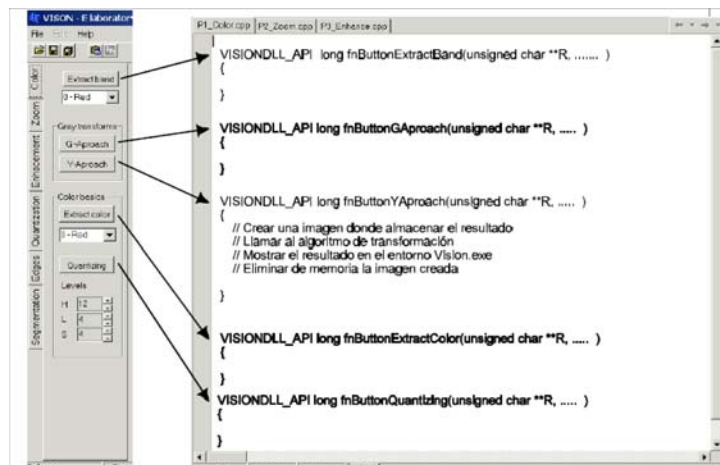 VISION - Elaborator
File Edit Help
Color
Zoom
Enhacement
Quantization
Edges
Segmentation
Extract band
0 - Red
Gray transforms
G-Aproach
Y-Aproach
Color basics
Extract color
0 - Red
Quantizing
Levels
H 12
L 4
S 4
P1_Color.cpp P2_Zoom.cpp P3_Enhance.cpp
VISIONDLL_API long fnButtonExtractBand(unsigned char **R, ....... )
{
}
VISIONDLL_API long fnButtonGAproach(unsigned char **R, ..... )
{
}
VISIONDLL_API long fnButtonYAproach(unsigned char **R, ..... )
{
// Crear una imagen donde almacenar el resultado
// Llamar al algoritmo de transformación
// Mostrar el resultado en el entorno Vision.exe
// Eliminar de memoria la imagen creada
}
VISIONDLL_API long fnButtonExtractColor(unsigned char **R, ..... )
{
}
VISIONDLL_API long fnButtonQuantizing(unsigned char **R, ..... )
{
}